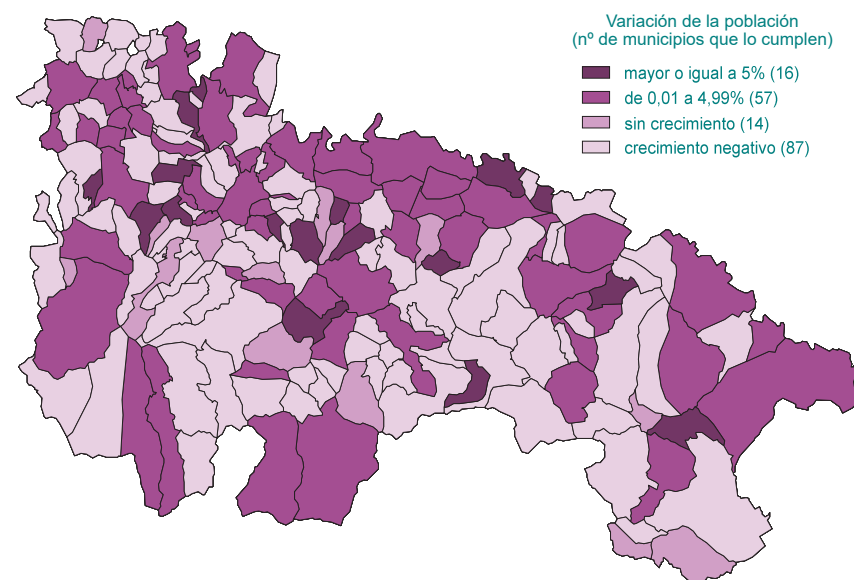 Variación de la población
(nº de municipios que lo cumplen)
mayor o igual a 5% (16)
de 0,01 a 4,99% (57)
sin crecimiento (14)
crecimiento negativo (87)